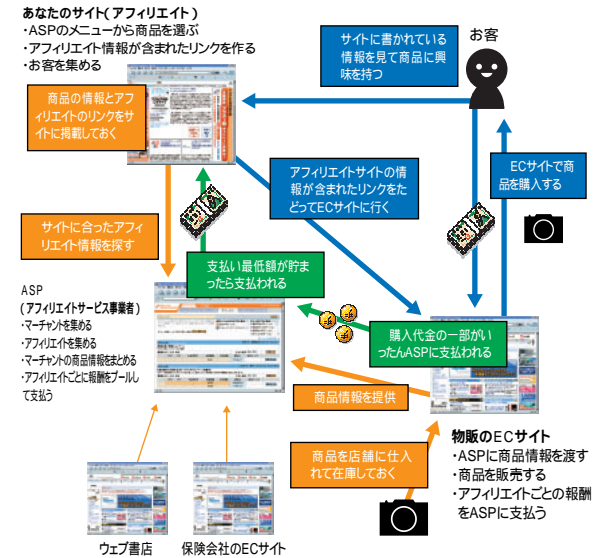 あなたのサイト(アフィリエイト)
・ASPのメニューから商品を選ぶ
・アフィリエイト情報が含まれたリンクを作る
・お客を集める
商品の情報とアフ
ィリエイトのリンクをサ
イトに掲載しておく
サイトに書かれている
情報を見て商品に興
味を持つ
お客
アフィリエイトサイトの情
報が含まれたリンクをた
どってECサイトに行く
ECサイトで商
品を購入する
サイトに合ったアフィ
リエイト情報を探す
支払い最低額が貯ま
ったら支払われる
ASP
(アフィリエイトサービス事業者)
・マーチャントを集める
・アフィリエイトを集める
・マーチャントの商品情報をまとめる
・アフィリエイトごとに報酬をプールし
て支払う
購入代金の一部がい
ったんASPに支払われる
商品情報を提供
商品を店舗に仕入
れて在庫しておく
物販のECサイト
・ASPに商品情報を渡す
・商品を販売する
・アフィリエイトごとの報酬
をASPに支払う
ウェブ書店
保険会社のECサイト